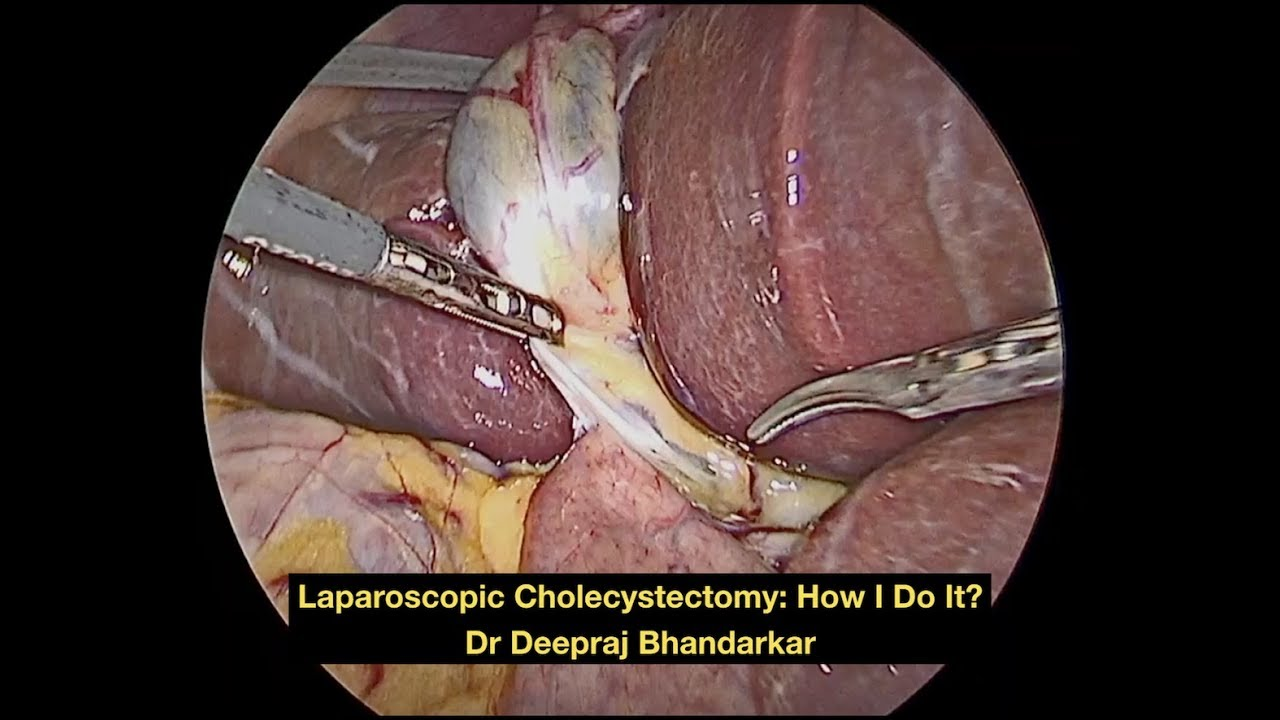 Laparoscopic Cholecystectomy: How I Do It?
Dr Deepraj Bhandarkar